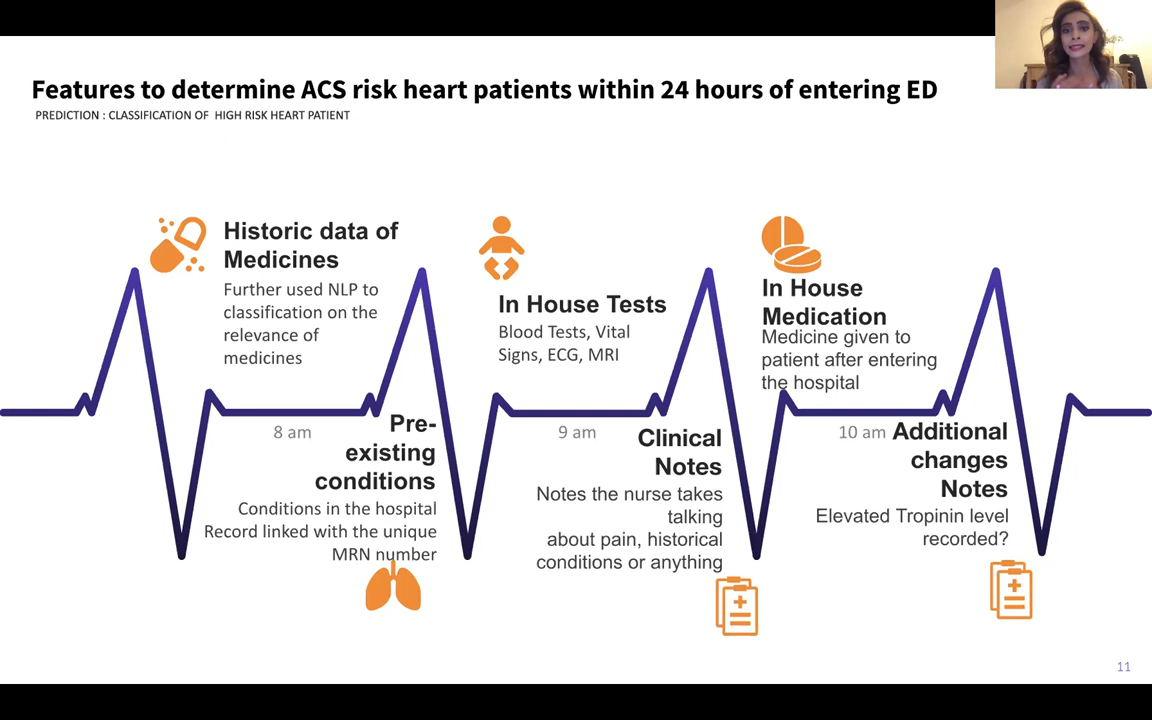 Features to determine ACS risk heart patients within 24 hours of entering ED
PREDICTION : CLASSIFICATION OF HIGH RISK HEART PATIENT
Historic data of
Medicines
Further used NLP to
classification on the
relevance of
medicines
In House Tests
Blood Tests, Vital
Signs, ECG, MRI
In House
Medication
Medicine given to
patient after entering
the hospital
8 am
Pre-
existing
conditions
Conditions in the hospital
Record linked with the unique
MRN number
9 am
Clinical
Notes
Notes the nurse takes
talking
about pain, historical
conditions or anything
10 am
Additional
changes
Notes
Elevated Tropinin level
recorded?
11